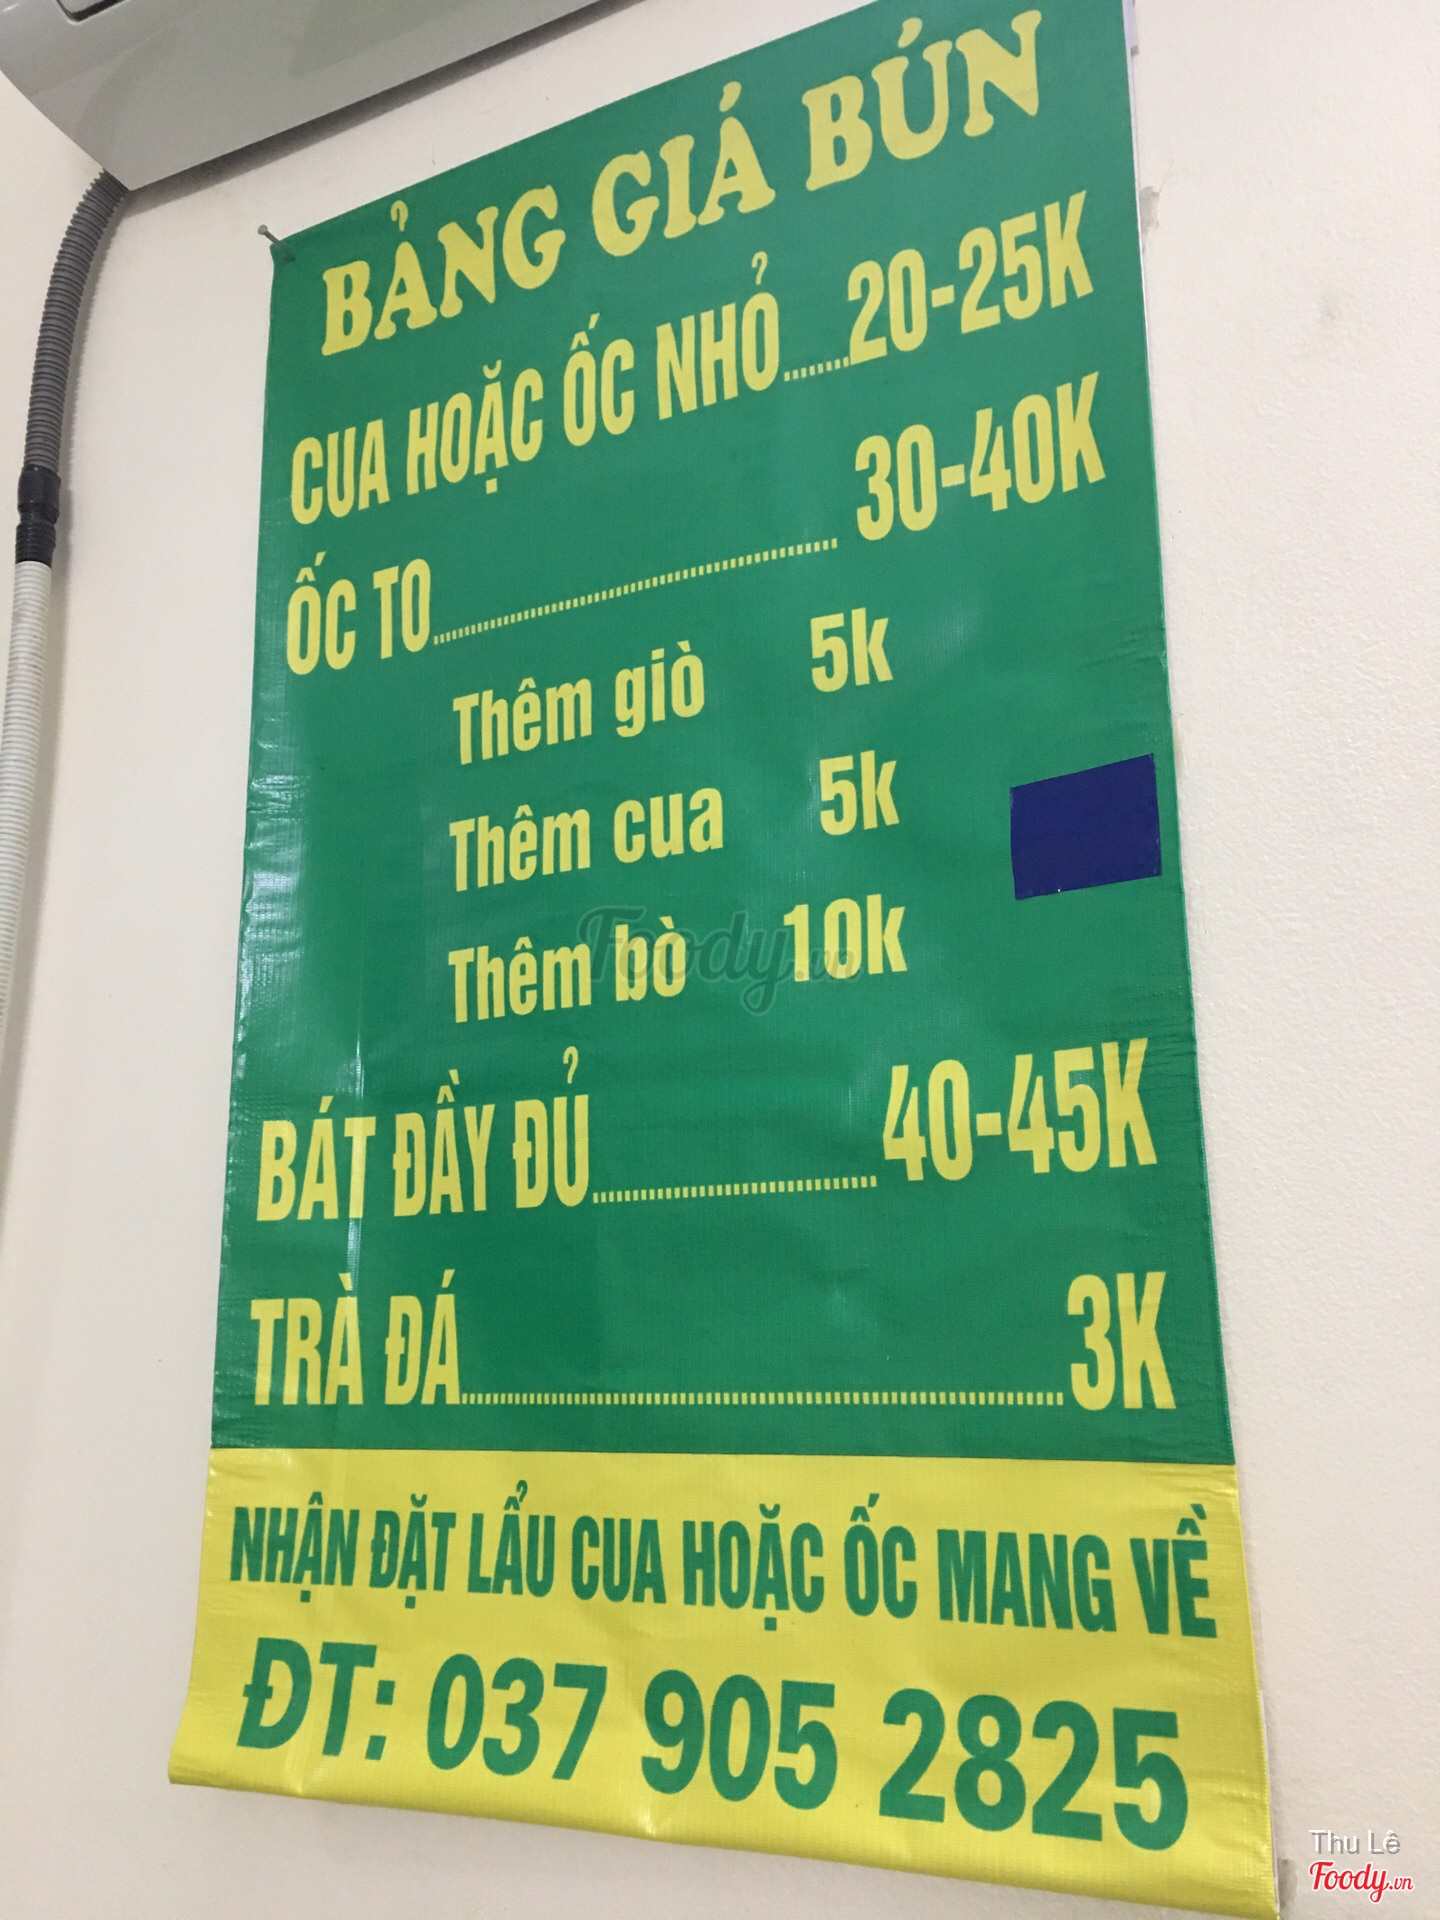 BẢNG GIÁ BÚN
CUA HOẶC ỐC NHỎ.......20-25K
ỐC TO.......................................... 30-40K
Thêm giò 5k
Thêm cua 5k
Thêm bò 10k
BÁT ĐẦY ĐỦ.................................40-45K
TRÀ ĐÁ......................................................................3K
NHẬN ĐẶT LẨU CUA HOẶC ỐC MANG VỀ
ĐT: 037 905 2825
Foody.vn
Thu Lê
Foody.vn